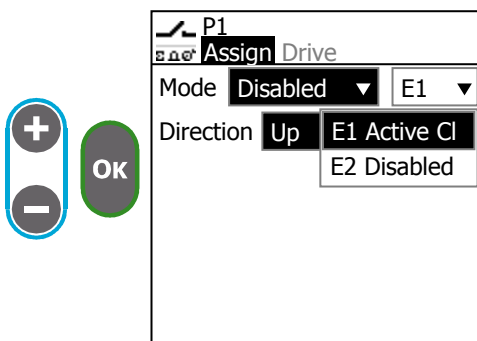 P1
Assign Drive
Mode Disabled ▼ E1 ▼
Direction Up E1 Active Cl
E2 Disabled
OK